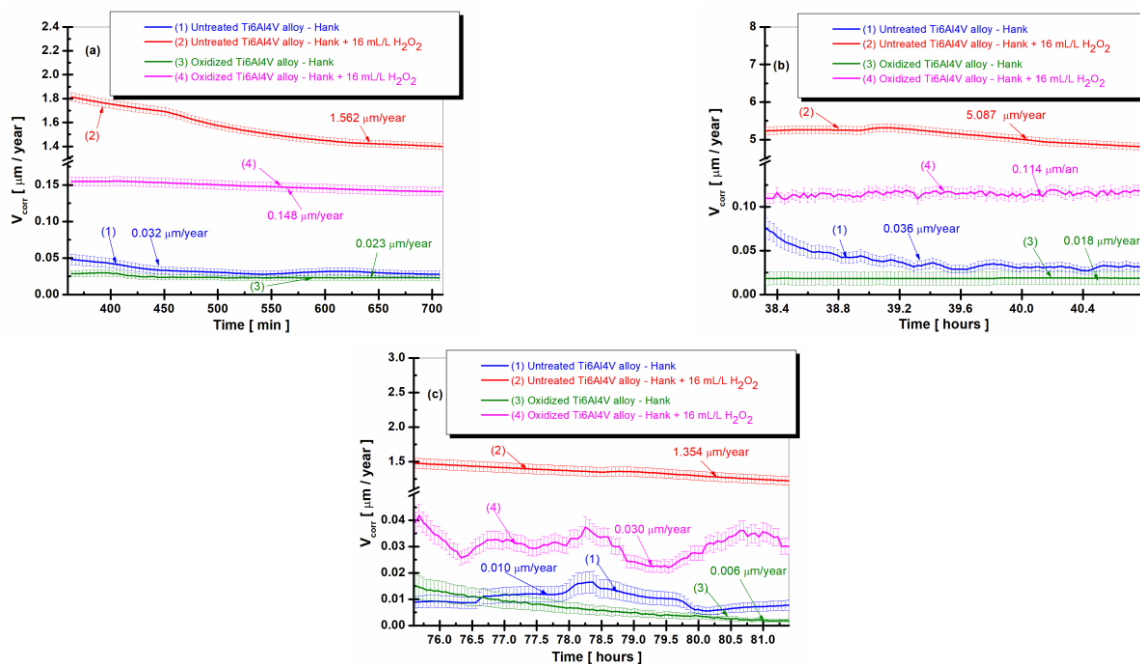 (1) Untreated Ti6Al4V alloy - Hank
(2) Untreated Ti6Al4V alloy - Hank + 16 mL/L H2O2
(3) Oxidized Ti6Al4V alloy - Hank
(4) Oxidized Ti6Al4V alloy - Hank + 16 mL/L H2O2
(a)
Vcorr [ μm / year ]
2.4
2.2
2.0
1.8
1.6
1.4
0.15
0.10
0.05
0.00
(2)
1.562 μm/year
(4)
0.148 μm/year
(1)
0.032 μm/year
0.023 μm/year
(3)
400 450 500 550 600 650 700
Time [ min ]
(1) Untreated Ti6Al4V alloy - Hank
(2) Untreated Ti6Al4V alloy - Hank + 16 mL/L H2O2
(3) Oxidized Ti6Al4V alloy - Hank
(4) Oxidized Ti6Al4V alloy - Hank + 16 mL/L H2O2
(b)
Vcorr [ μm / year ]
8
7
6
5
0.10
0.05
0.00
(2)
5.087 μm/year
(4)
0.114 μm/an
(1)
0.036 μm/year
(3)
0.018 μm/year
38.4 38.8 39.2 39.6 40.0 40.4
Time [ hours ]
(1) Untreated Ti6Al4V alloy - Hank
(2) Untreated Ti6Al4V alloy - Hank + 16 mL/L H2O2
(3) Oxidized Ti6Al4V alloy - Hank
(4) Oxidized Ti6Al4V alloy - Hank + 16 mL/L H2O2
(c)
Vcorr [ μm / year ]
3.0
2.5
2.0
1.5
0.04
0.03
0.02
0.01
0.00
(2)
1.354 μm/year
(4)
0.030 μm/year
0.010 μm/year
(1)
0.006 μm/year
(3)
76.0 76.5 77.0 77.5 78.0 78.5 79.0 79.5 80.0 80.5 81.0
Time [ hours ]